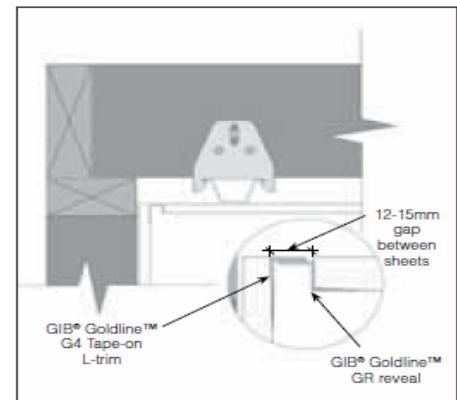 12-15mm
gap
between
sheets
GIB® Goldline™
G4 Tape-on
L-trim
GIB® Goldline™
GR reveal